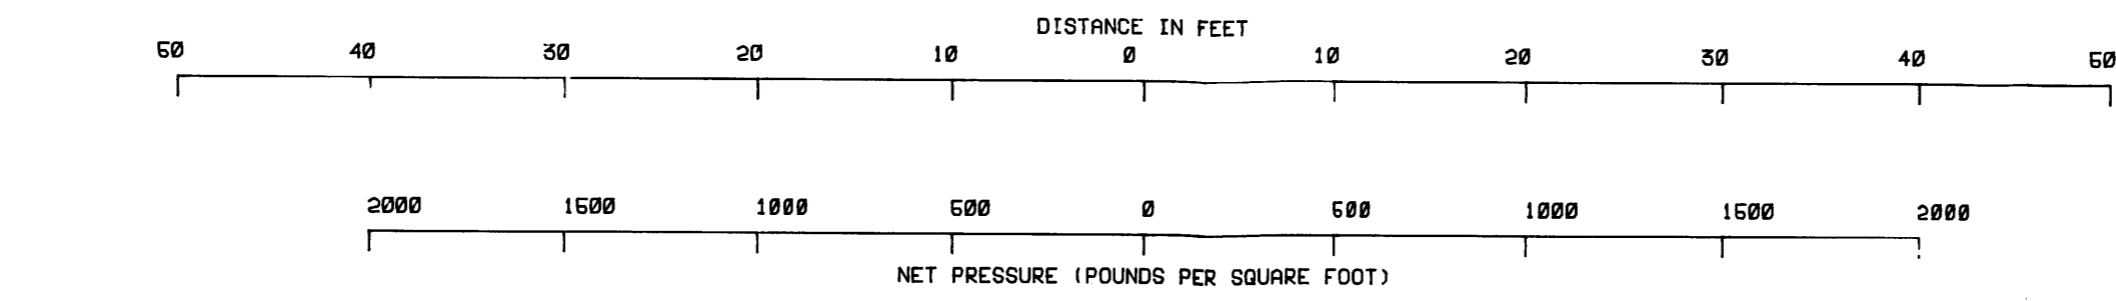 DISTANCE IN FEET
50 40 30 20 10 0 10 20 30 40 50
2000 1500 1000 500 0 500 1000 1500 2000
NET PRESSURE (POUNDS PER SQUARE FOOT)